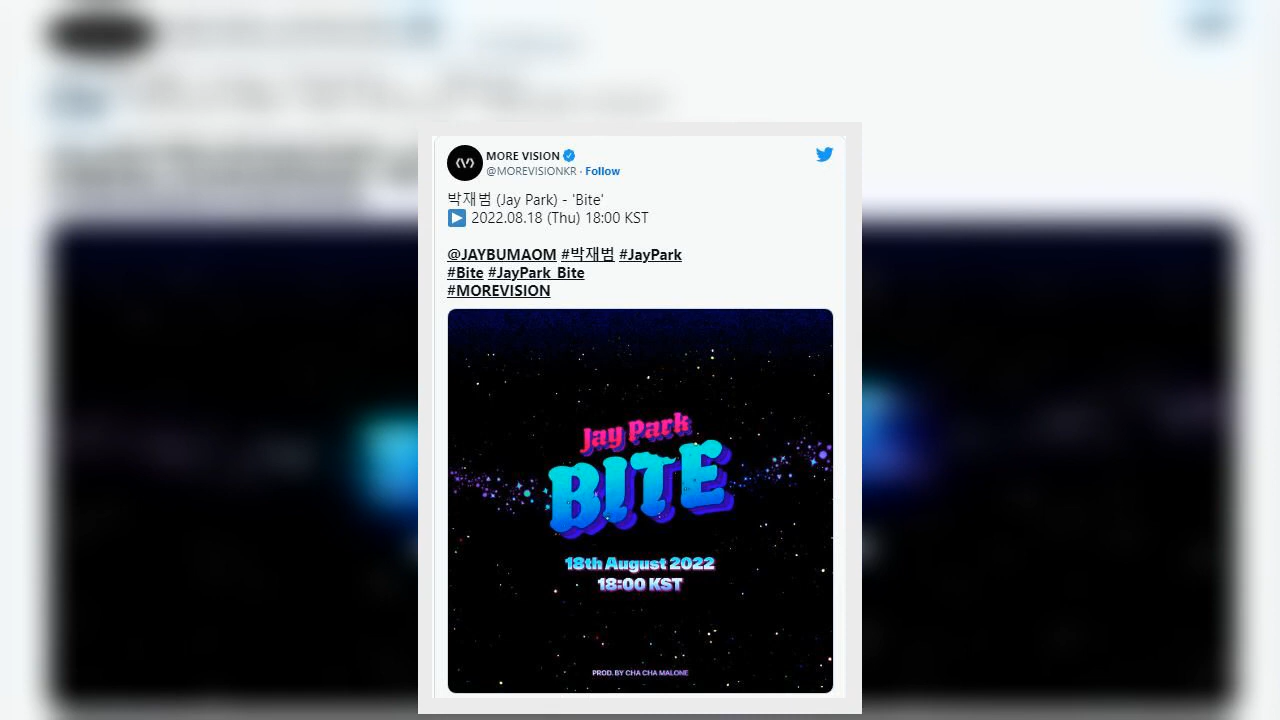 MORE VISION
@MOREVISIONKR · Follow
박재범 (Jay Park) - 'Bite'
▶ 2022.08.18 (Thu) 18:00 KST
@JAYBUMAOM #박재범 #JayPark
#Bite #JayPark_Bite
#MOREVISION
Jay Park
BITE
18th August 2022
18:00 KST
PROD. BY CHA CHA MALONE